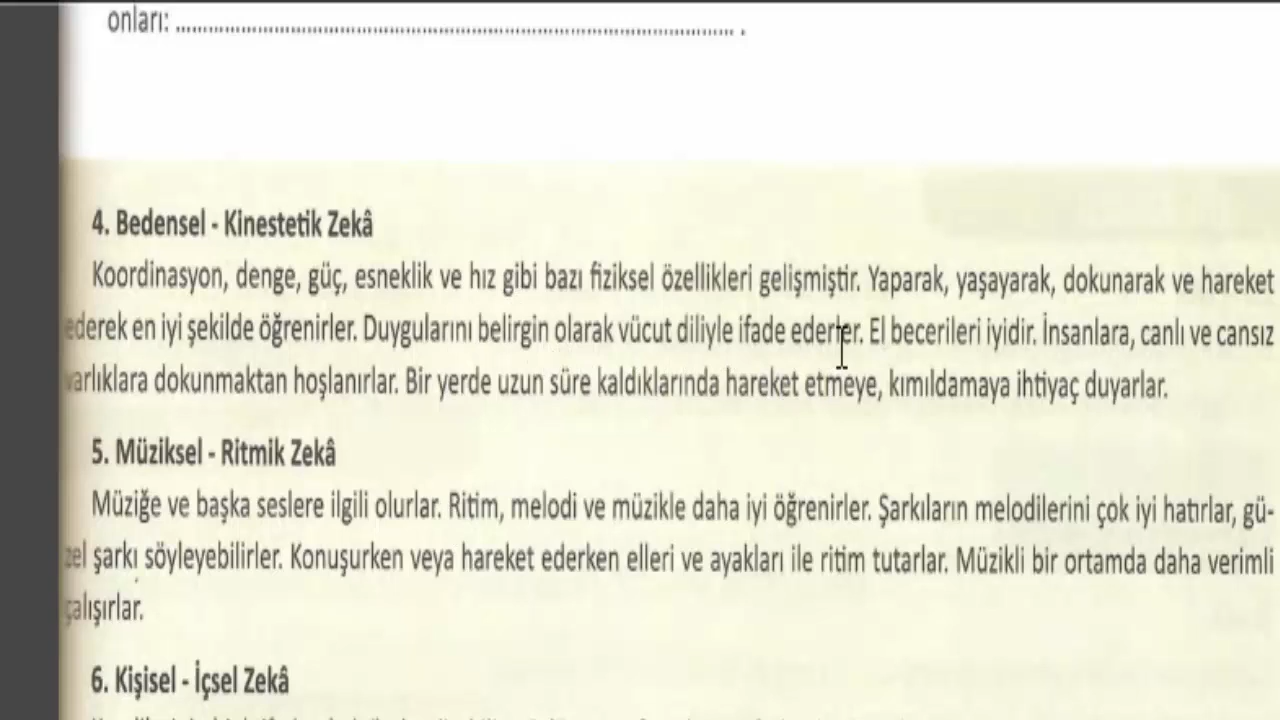 onları: ........................................................................................................ .
4. Bedensel - Kinestetik Zekâ
Koordinasyon, denge, güç, esneklik ve hız gibi bazı fiziksel özellikleri gelişmiştir. Yaparak, yaşayarak, dokunarak ve hareket
ederek en iyi şekilde öğrenirler. Duygularını belirgin olarak vücut diliyle ifade ederler. El becerileri iyidir. İnsanlara, canlı ve cansız
varlıklara dokunmaktan hoşlanırlar. Bir yerde uzun süre kaldıklarında hareket etmeye, kımıldamaya ihtiyaç duyarlar.
5. Müziksel - Ritmik Zekâ
Müziğe ve başka seslere ilgili olurlar. Ritim, melodi ve müzikle daha iyi öğrenirler. Şarkıların melodilerini çok iyi hatırlar, gü-
zel şarkı söyleyebilirler. Konuşurken veya hareket ederken elleri ve ayakları ile ritim tutarlar. Müzikli bir ortamda daha verimli
çalışırlar.
6. Kişisel - İçsel Zekâ